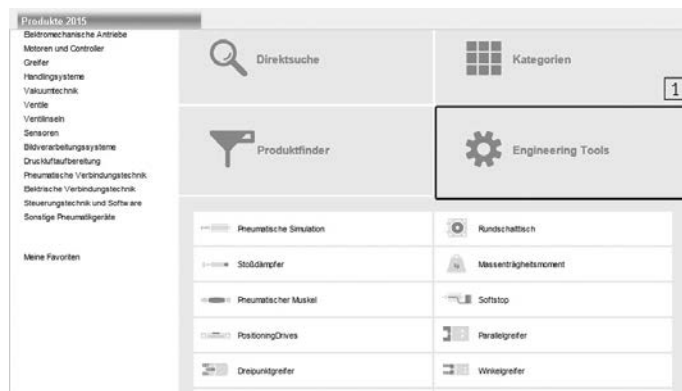 Produkte 2015
Elektromechanische Antriebe
Motoren und Controller
Greifer
Handlingsysteme
Vakuumtechnik
Ventile
Ventilinseln
Sensoren
Bildverarbeitungssysteme
Druckluftaufbereitung
Pneumatische Verbindungstechnik
Elektrische Verbindungstechnik
Steuerungstechnik und Software
Sonstige Pneumatikgeräte
Meine Favoriten
Direktsuche
Kategorien
1
Produktfinder
Engineering Tools
Pneumatische Simulation
Rundschalttisch
Stoßdämpfer
Massenträgheitsmoment
Pneumatischer Muskel
Softstop
PositioningDrives
Parallelgreifer
Dreipunktgreifer
Winkelgreifer